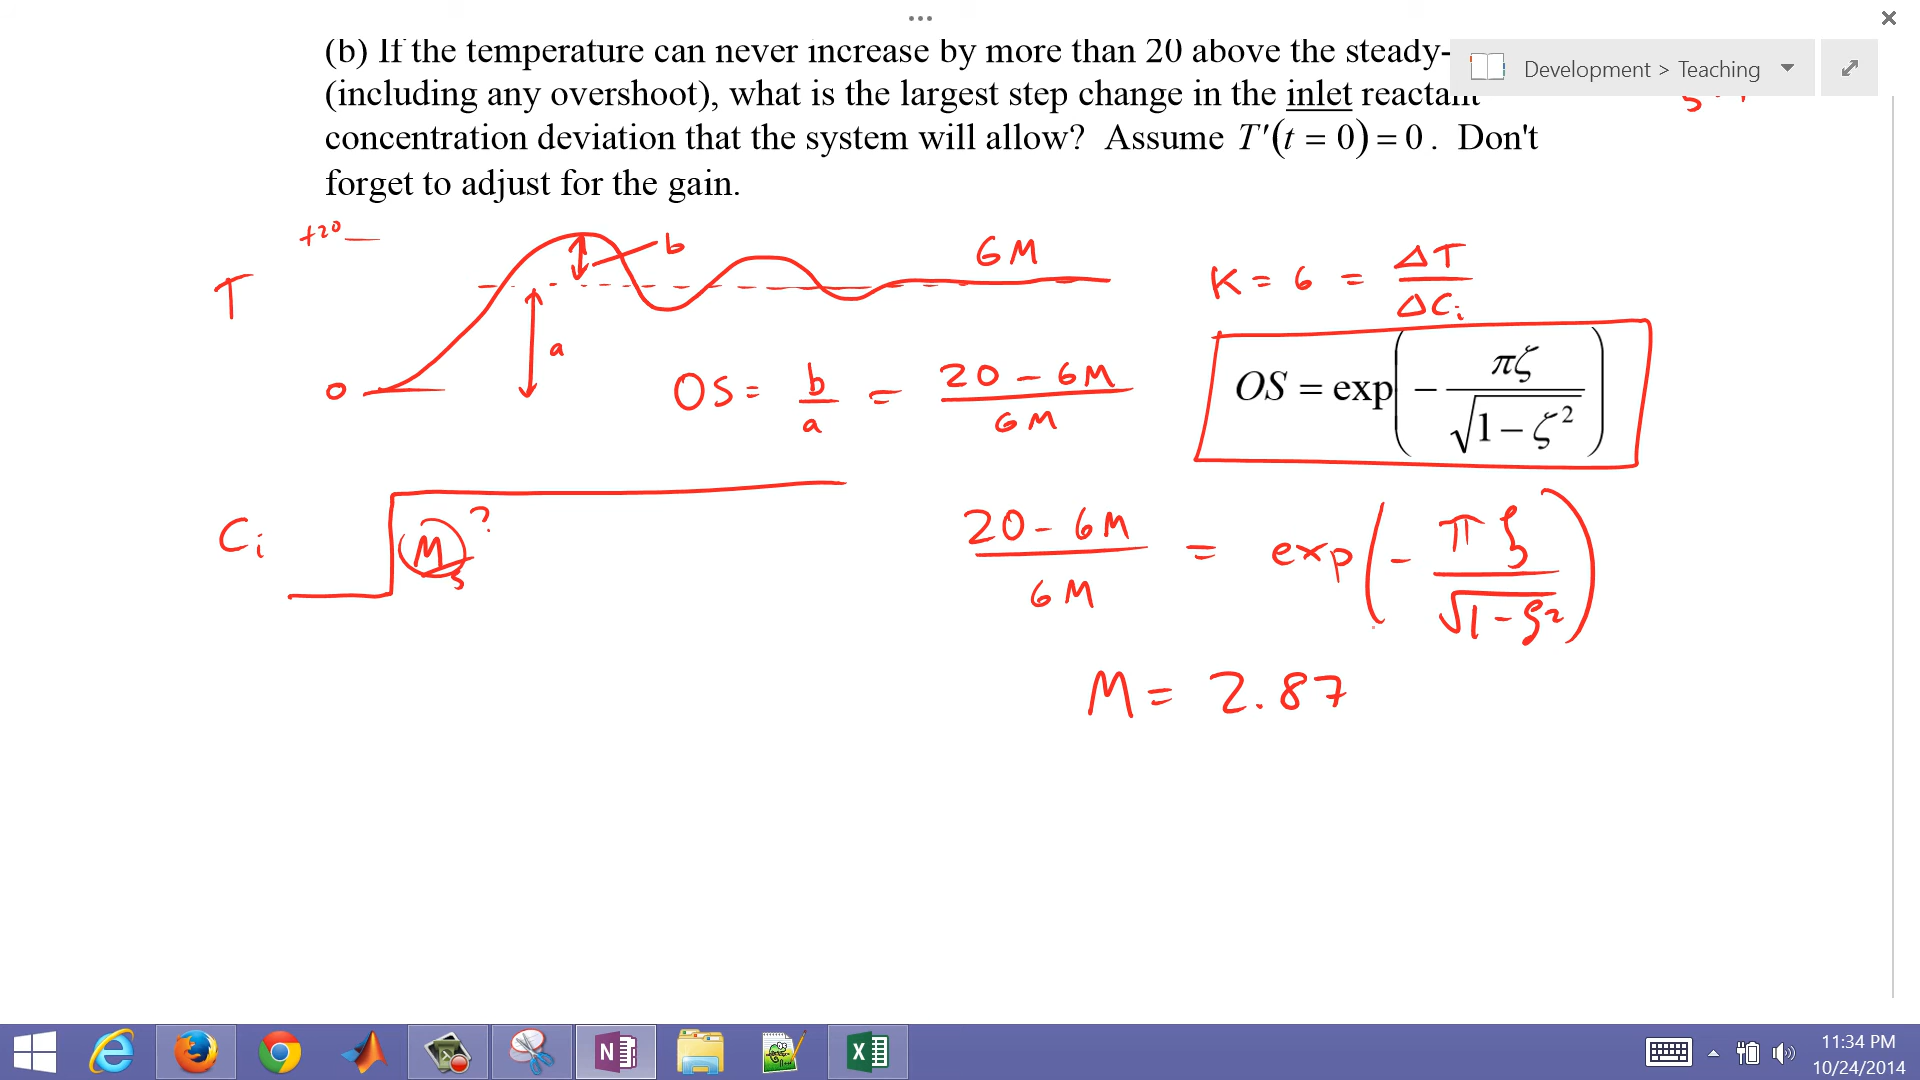 (b) If the temperature can never increase by more than 20 above the steady-
(including any overshoot), what is the largest step change in the inlet reactant
concentration deviation that the system will allow? Assume T′(t = 0) = 0. Don't
forget to adjust for the gain.
Development > Teaching
+20
T
b
6M
a
0
K = 6 = ΔT / ΔCi
OS = b / a = 20 - 6M / 6M
OS = exp(- πζ / √1 - ζ²)
Ci
M ?
20 - 6M / 6M = exp(- π ζ / √1 - ζ²)
M = 2.87
N
X
11:34 PM
10/24/2014